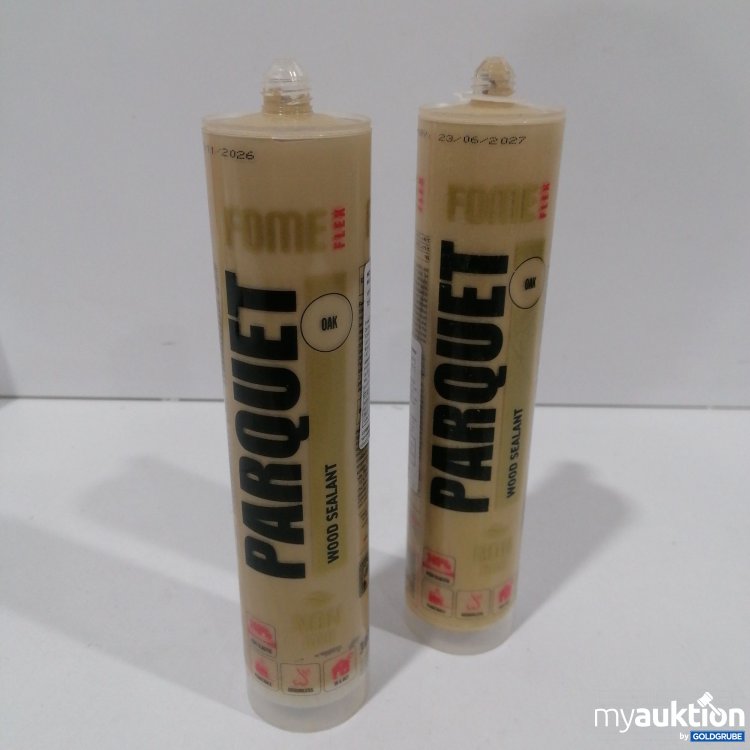 1/2026
FOME
FLEX
PARQUET
OAK
WOOD SEALANT
ODOURLESS
23/06/2027
FOME
FLEX
PARQUET
OAK
WOOD SEALANT
myauktion
by GOLDGRUBE